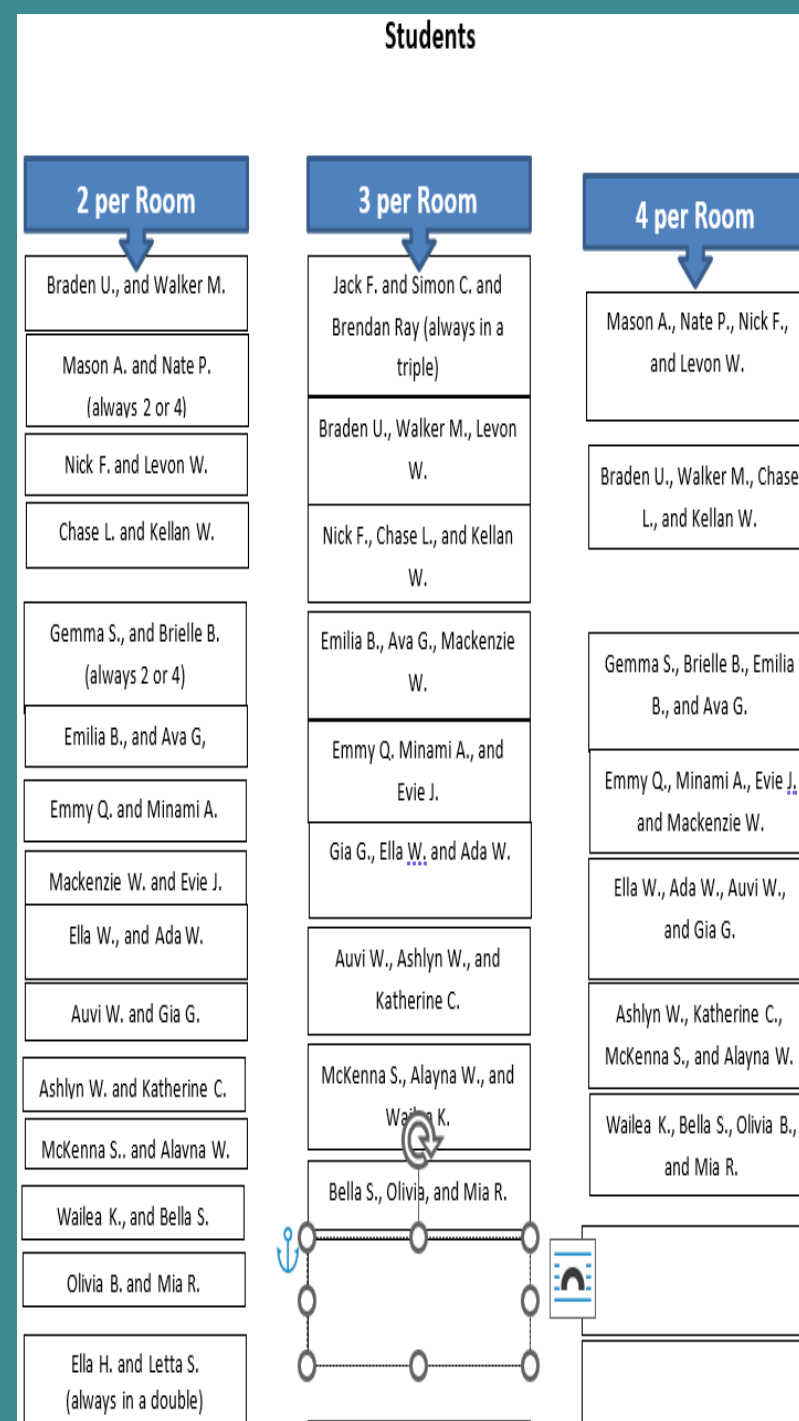 Students
2 per Room
Braden U., and Walker M.
Mason A. and Nate P.
(always 2 or 4)
Nick F. and Levon W.
Chase L. and Kellan W.
Gemma S., and Brielle B.
(always 2 or 4)
Emilia B., and Ava G,
Emmy Q. and Minami A.
Mackenzie W. and Evie J.
Ella W., and Ada W.
Auvi W. and Gia G.
Ashlyn W. and Katherine C.
McKenna S.. and Alayna W.
Wailea K., and Bella S.
Olivia B. and Mia R.
Ella H. and Letta S.
(always in a double)
3 per Room
Jack F. and Simon C. and
Brendan Ray (always in a
triple)
Braden U., Walker M., Levon
W.
Nick F., Chase L., and Kellan
W.
Emilia B., Ava G., Mackenzie
W.
Emmy Q. Minami A., and
Evie J.
Gia G., Ella W. and Ada W.
Auvi W., Ashlyn W., and
Katherine C.
McKenna S., Alayna W., and
Wailea K.
Bella S., Olivia, and Mia R.
4 per Room
Mason A., Nate P., Nick F.,
and Levon W.
Braden U., Walker M., Chase
L., and Kellan W.
Gemma S., Brielle B., Emilia
B., and Ava G.
Emmy Q., Minami A., Evie J.
and Mackenzie W.
Ella W., Ada W., Auvi W.,
and Gia G.
Ashlyn W., Katherine C.,
McKenna S., and Alayna W.
Wailea K., Bella S., Olivia B.,
and Mia R.